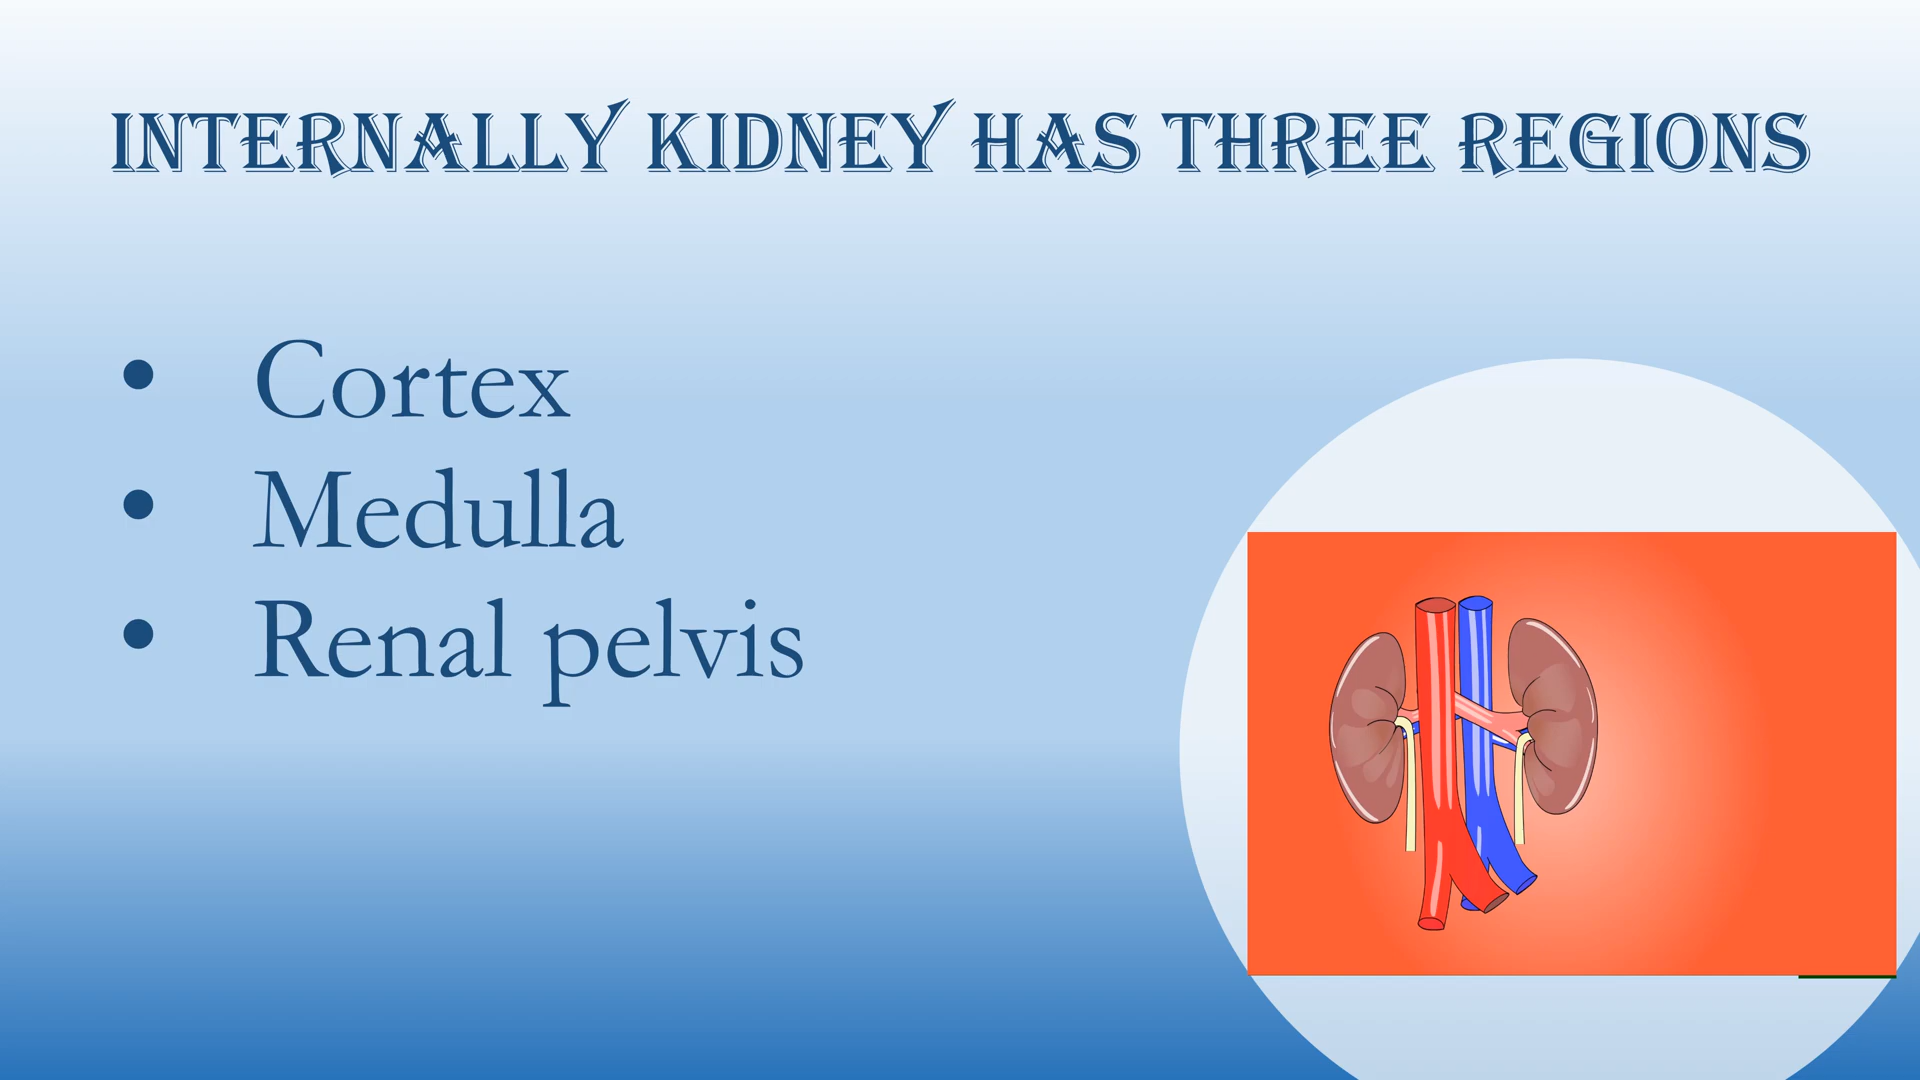 INTERNALLY KIDNEY HAS THREE REGIONS
• Cortex
• Medulla
• Renal pelvis